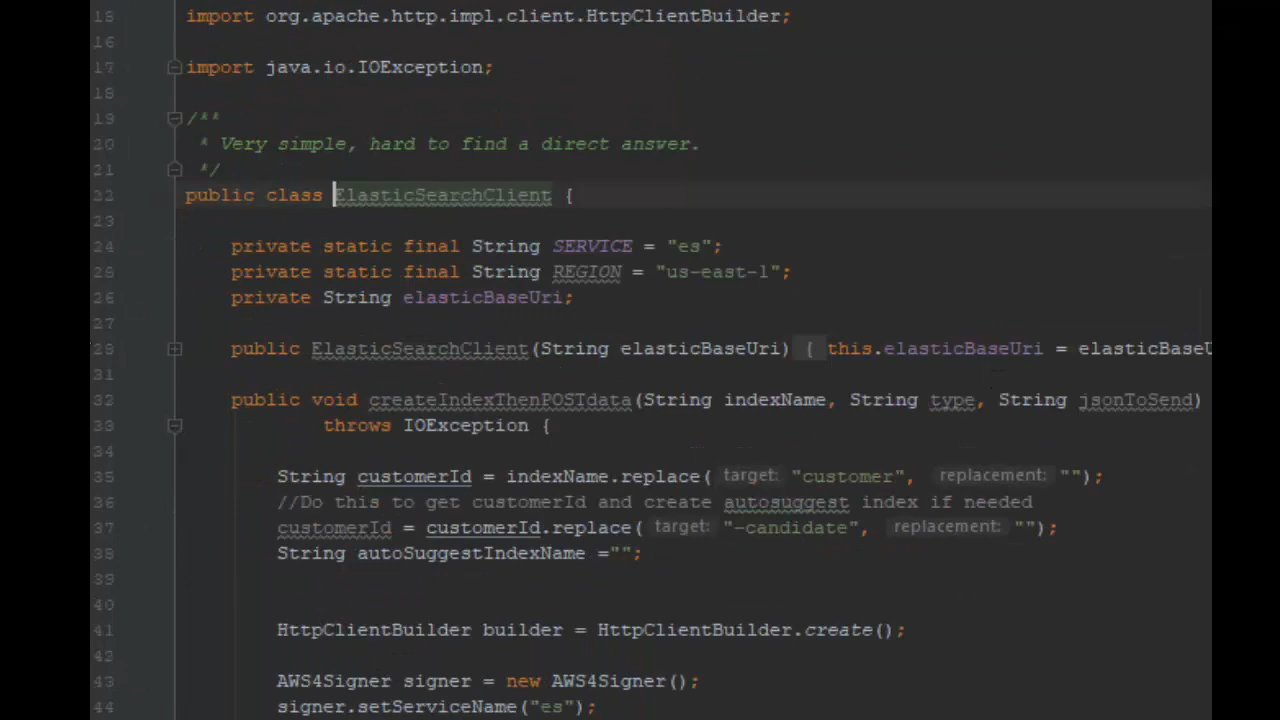 15 import org.apache.http.impl.client.HttpClientBuilder;
16
17 import java.io.IOException;
18
19 /**
20 * Very simple, hard to find a direct answer.
21 */
22 public class ElasticSearchClient {
23
24 private static final String SERVICE = "es";
25 private static final String REGION = "us-east-1";
26 private String elasticBaseUri;
27
28 public ElasticSearchClient(String elasticBaseUri) { this.elasticBaseUri = elasticBaseU
31
32 public void createIndexThenPOSTdata(String indexName, String type, String jsonToSend)
33 throws IOException {
34
35 String customerId = indexName.replace( target: "customer", replacement: "");
36 //Do this to get customerId and create autosuggest index if needed
37 customerId = customerId.replace( target: "-candidate", replacement: "");
38 String autoSuggestIndexName ="";
39
40
41 HttpClientBuilder builder = HttpClientBuilder.create();
42
43 AWS4Signer signer = new AWS4Signer();
44 signer.setServiceName("es");